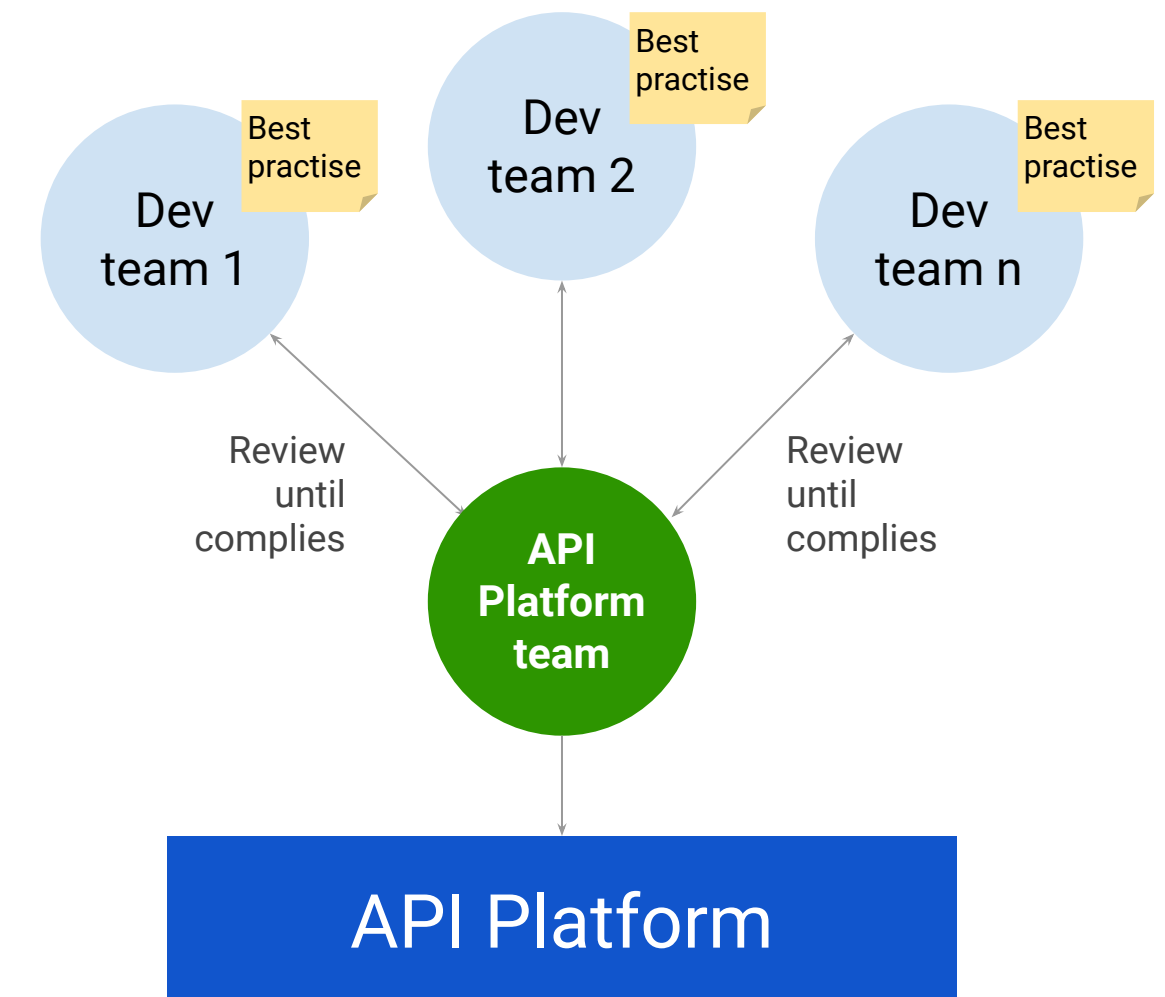 Best
practise
Dev
team 1
Best
practise
Dev
team 2
Best
practise
Dev
team n
Review
until
complies
Review
until
complies
API
Platform
team
API Platform